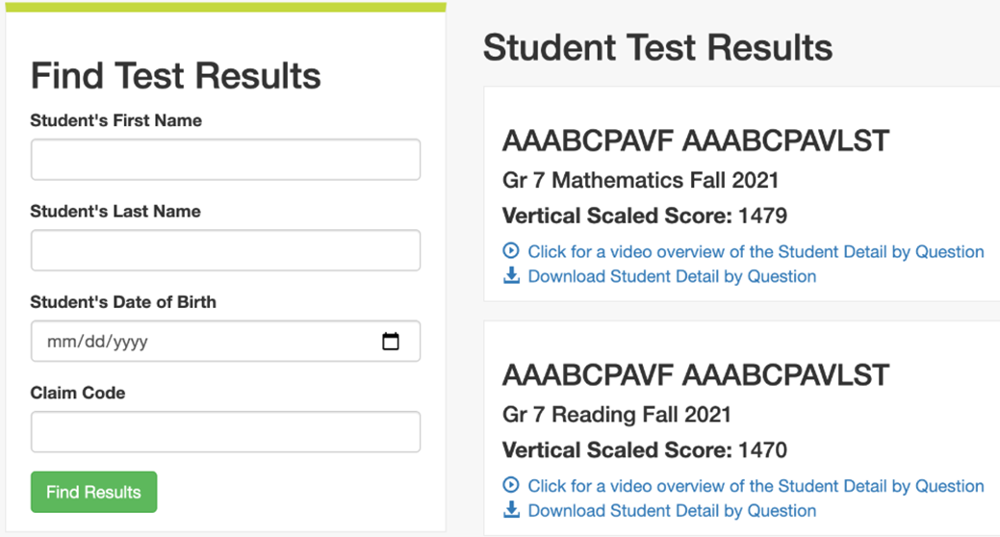 Find Test Results
Student's First Name
Student's Last Name
Student's Date of Birth
mm/dd/yyyy
Claim Code
Find Results
Student Test Results
AAABCPAVF AAABCPAVLST
Gr 7 Mathematics Fall 2021
Vertical Scaled Score: 1479
Click for a video overview of the Student Detail by Question
Download Student Detail by Question
AAABCPAVF AAABCPAVLST
Gr 7 Reading Fall 2021
Vertical Scaled Score: 1470
Click for a video overview of the Student Detail by Question
Download Student Detail by Question